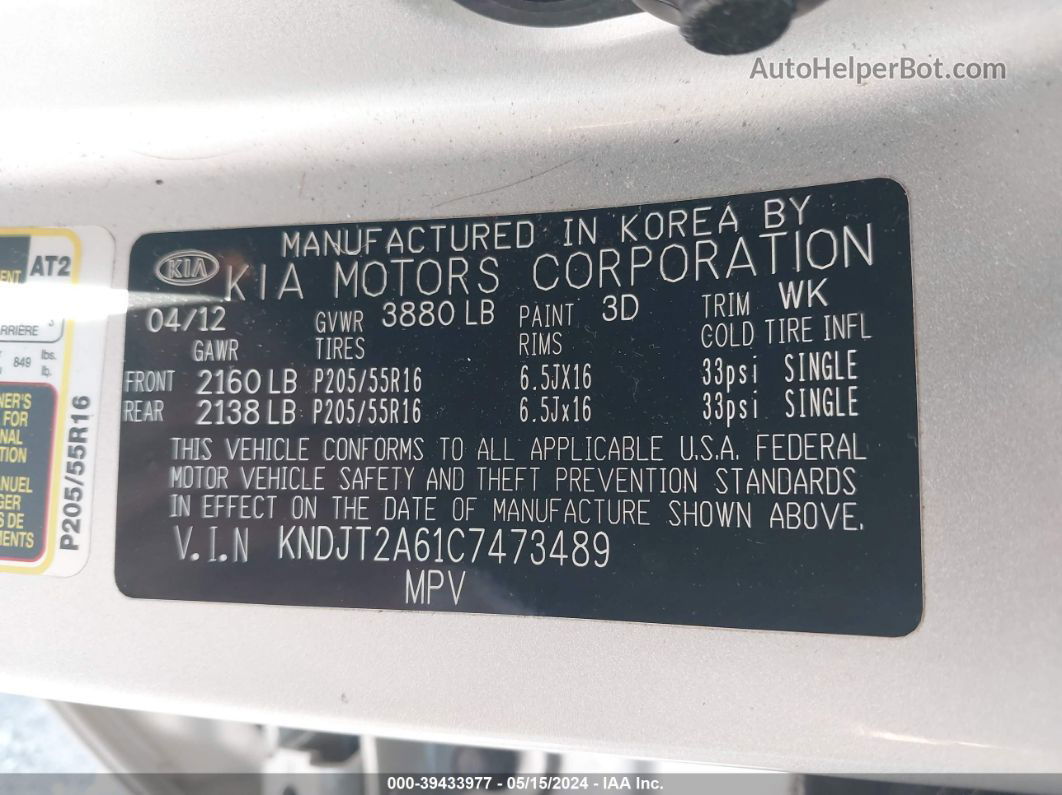 AutoHelperBot.com
MANUFACTURED IN KOREA BY
KIA KIA MOTORS CORPORATION
04/12 GVWR 3880 LB PAINT 3D TRIM WK
GAWR TIRES RIMS COLD TIRE INFL
FRONT 2160 LB P205/55R16 6.5JX16 33psi SINGLE
REAR 2138 LB P205/55R16 6.5Jx16 33psi SINGLE
THIS VEHICLE CONFORMS TO ALL APPLICABLE U.S.A. FEDERAL
MOTOR VEHICLE SAFETY AND THEFT PREVENTION STANDARDS
IN EFFECT ON THE DATE OF MANUFACTURE SHOWN ABOVE.
V.I.N KNDJT2A61C7473489
MPV
AT2
849 lbs.
lb.
P205/55R16
FOR
DE
000-39433977 - 05/15/2024 - IAA Inc.